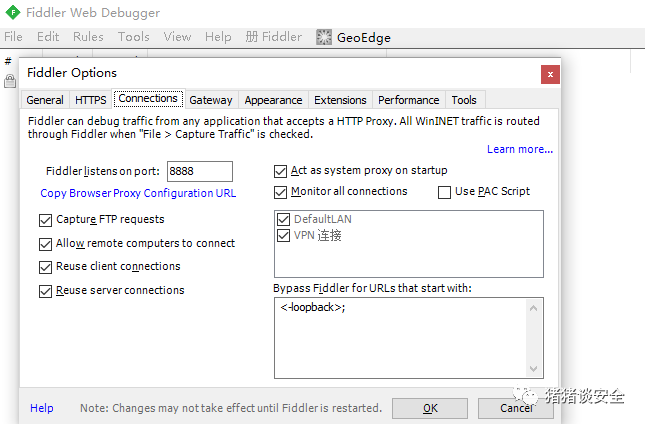 Fiddler Web Debugger
File Edit Rules Tools View Help 册 Fiddler GeoEdge
#
Fiddler Options
x
General HTTPS Connections Gateway Appearance Extensions Performance Tools
Fiddler can debug traffic from any application that accepts a HTTP Proxy. All WinINET traffic is routed
through Fiddler when "File > Capture Traffic" is checked.
Learn more...
Fiddler listens on port: 8888
Copy Browser Proxy Configuration URL
Capture FTP requests
Allow remote computers to connect
Reuse client connections
Reuse server connections
Act as system proxy on startup
Monitor all connections Use PAC Script
DefaultLAN
VPN 连接
Bypass Fiddler for URLs that start with:
<-loopback>;
猪猪谈安全
Help Note: Changes may not take effect until Fiddler is restarted. OK Cancel